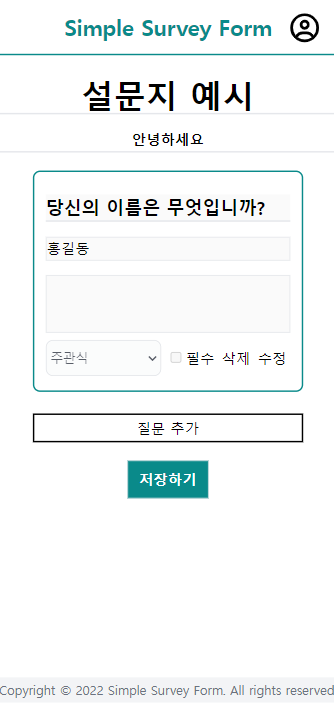 Simple Survey Form
설문지 예시
안녕하세요
당신의 이름은 무엇입니까?
홍길동
주관식 필수 삭제 수정
질문 추가
저장하기
Copyright © 2022 Simple Survey Form. All rights reserved